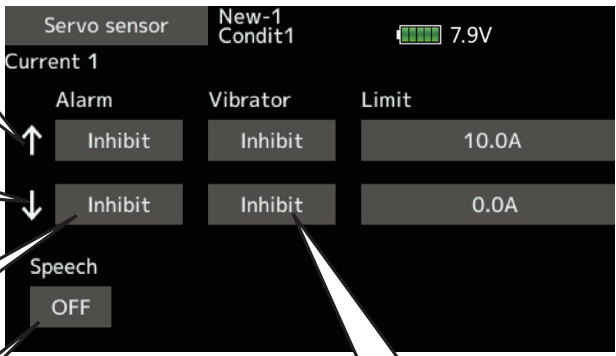 Servo sensor
New-1
Condit1
7.9V
Current 1
Alarm Vibrator Limit
↑ Inhibit Inhibit 10.0A
↓ Inhibit Inhibit 0.0A
Speech
OFF